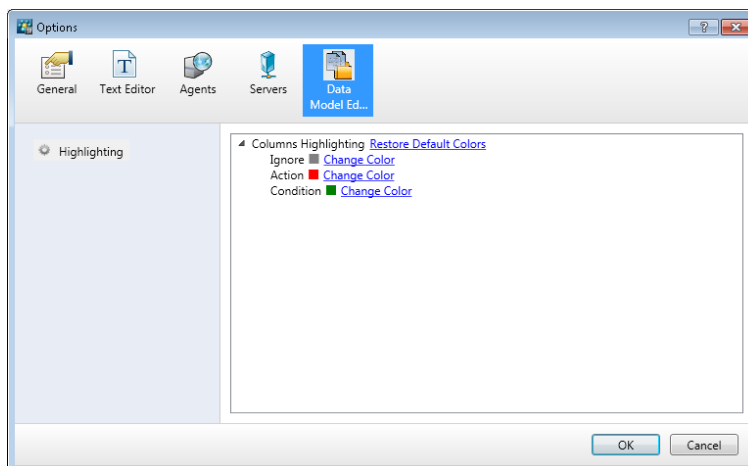 Options
General Text Editor Agents Servers Data
Model Ed...
Highlighting
Columns Highlighting Restore Default Colors
Ignore Change Color
Action Change Color
Condition Change Color
OK Cancel